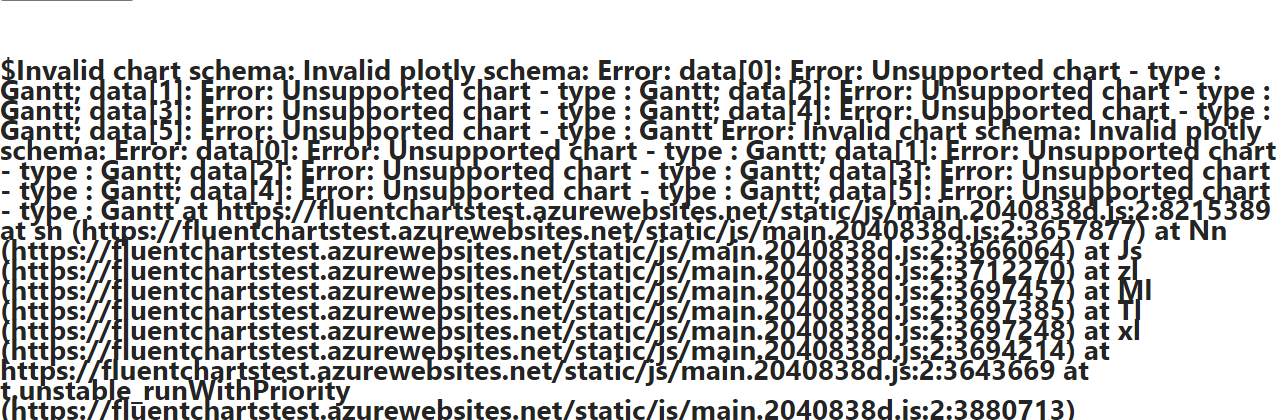 $Invalid chart schema: Invalid plotly schema: Error: data[0]: Error: Unsupported chart - type :
Gantt; data[1]: Error: Unsupported chart - type : Gantt; data[2]: Error: Unsupported chart - type :
Gantt; data[3]: Error: Unsupported chart - type : Gantt; data[4]: Error: Unsupported chart - type :
Gantt; data[5]: Error: Unsupported chart - type : Gantt Error: Invalid chart schema: Invalid plotly
schema: Error: data[0]: Error: Unsupported chart - type : Gantt; data[1]: Error: Unsupported chart
- type : Gantt; data[2]: Error: Unsupported chart - type : Gantt; data[3]: Error: Unsupported chart
- type : Gantt; data[4]: Error: Unsupported chart - type : Gantt; data[5]: Error: Unsupported chart
- type : Gantt at https://fluentchartstest.azurewebsites.net/static/js/main.2040838d.js:2:8215389
at sh (https://fluentchartstest.azurewebsites.net/static/js/main.2040838d.js:2:3657877) at Nn
(https://fluentchartstest.azurewebsites.net/static/js/main.2040838d.js:2:3666064) at Js
(https://fluentchartstest.azurewebsites.net/static/js/main.2040838d.js:2:3712270) at zl
(https://fluentchartstest.azurewebsites.net/static/js/main.2040838d.js:2:3697457) at Ml
(https://fluentchartstest.azurewebsites.net/static/js/main.2040838d.js:2:3697385) at Tl
(https://fluentchartstest.azurewebsites.net/static/js/main.2040838d.js:2:3697248) at xl
(https://fluentchartstest.azurewebsites.net/static/js/main.2040838d.js:2:3694214) at
https://fluentchartstest.azurewebsites.net/static/js/main.2040838d.js:2:3643669 at
t.unstable_runWithPriority
(https://fluentchartstest.azurewebsites.net/static/js/main.2040838d.js:2:3880713)